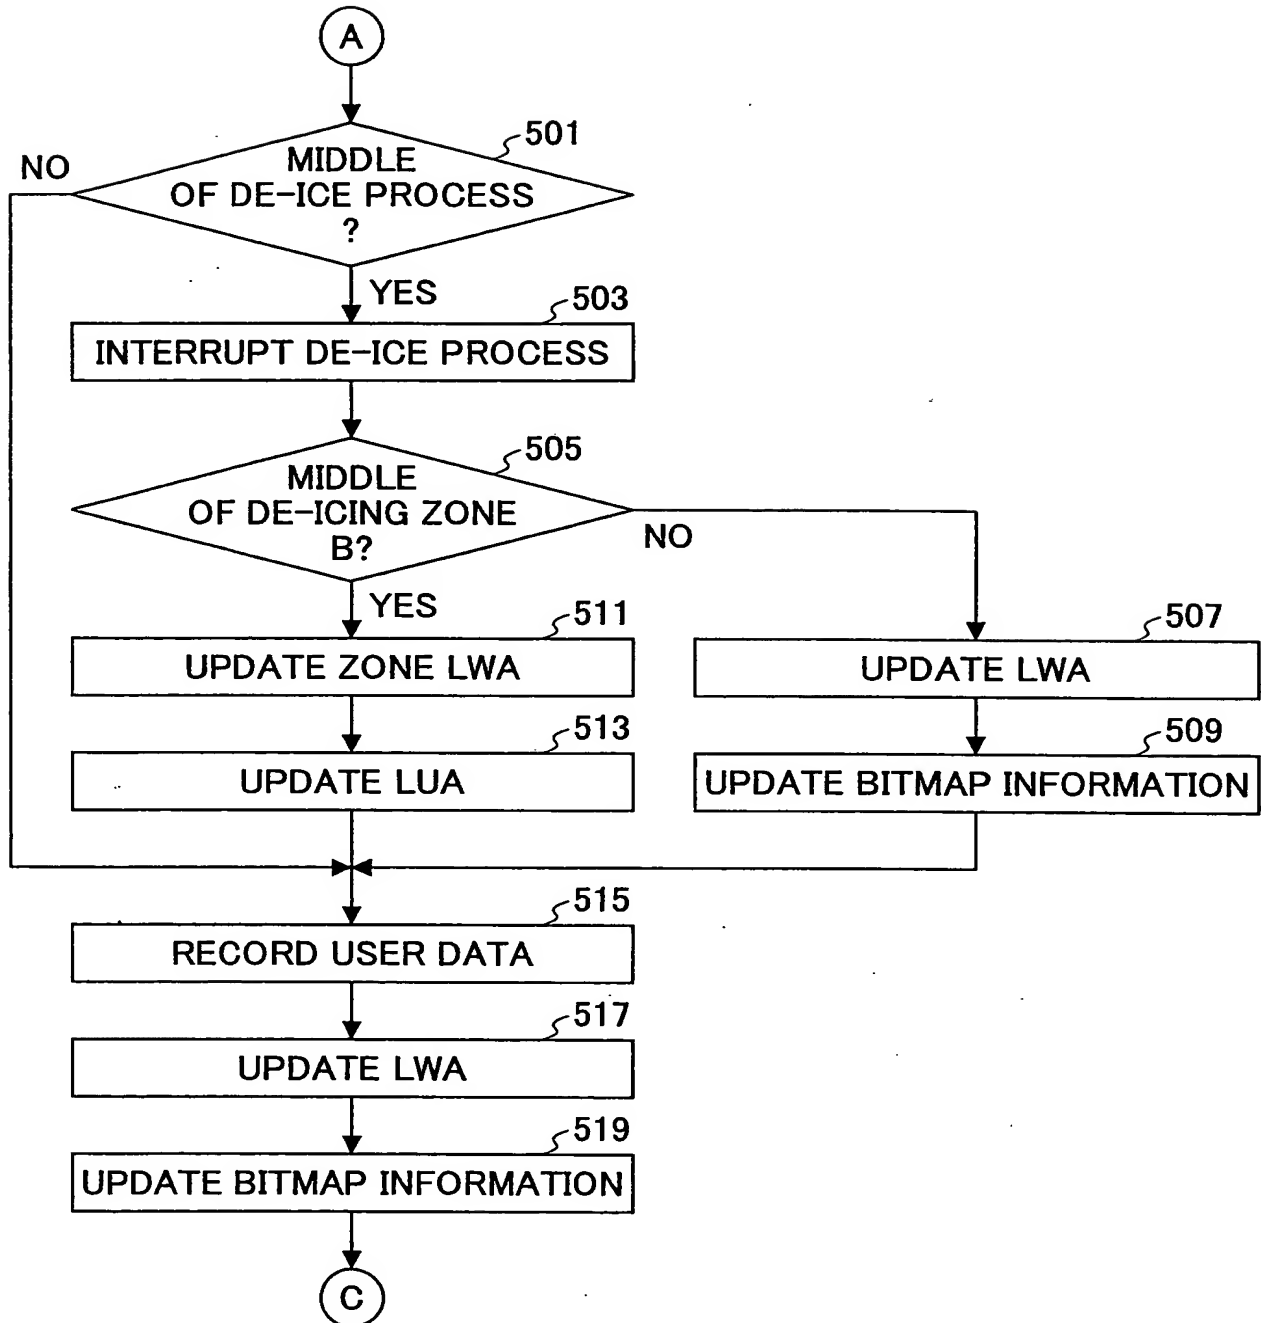 A
501
NO
MIDDLE
OF DE-ICE PROCESS
?
YES
503
INTERRUPT DE-ICE PROCESS
505
MIDDLE
OF DE-ICING ZONE
B?
NO
YES
511
UPDATE ZONE LWA
507
UPDATE LWA
513
UPDATE LUA
509
UPDATE BITMAP INFORMATION
515
RECORD USER DATA
517
UPDATE LWA
519
UPDATE BITMAP INFORMATION
C